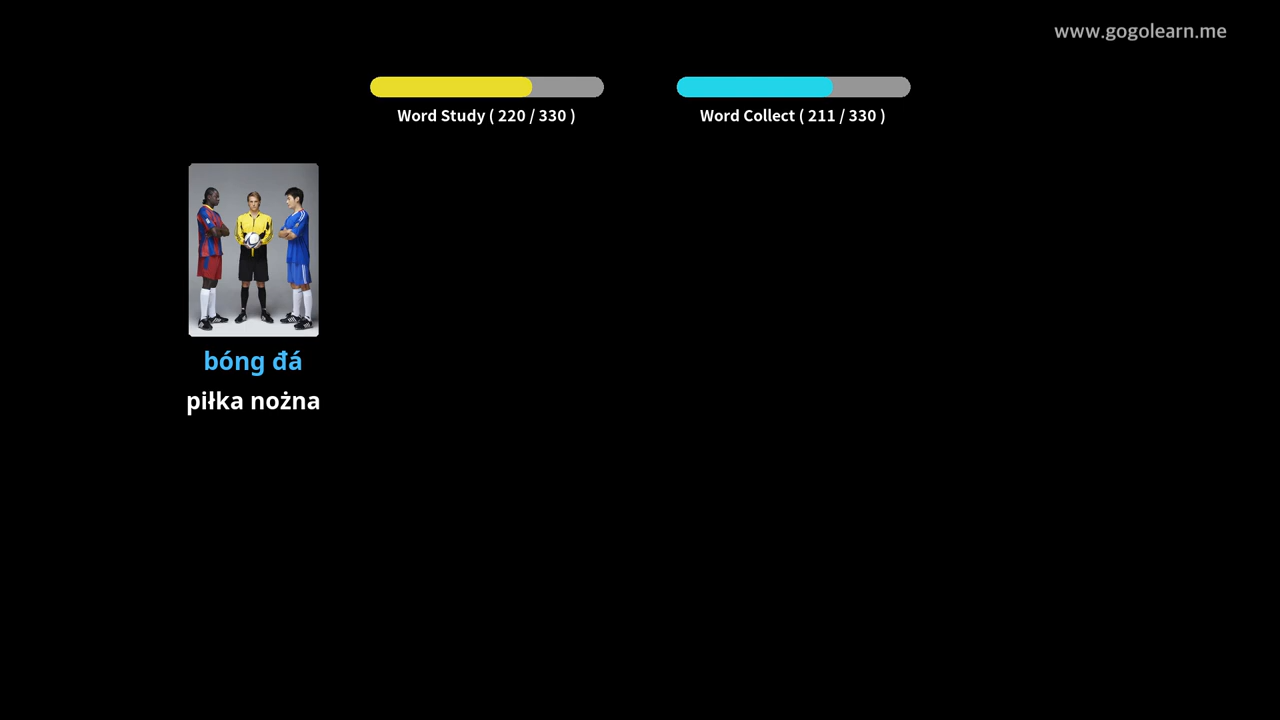 www.gogolearn.me
Word Study ( 220 / 330 )
Word Collect ( 211 / 330 )
bóng đá
piłka nożna